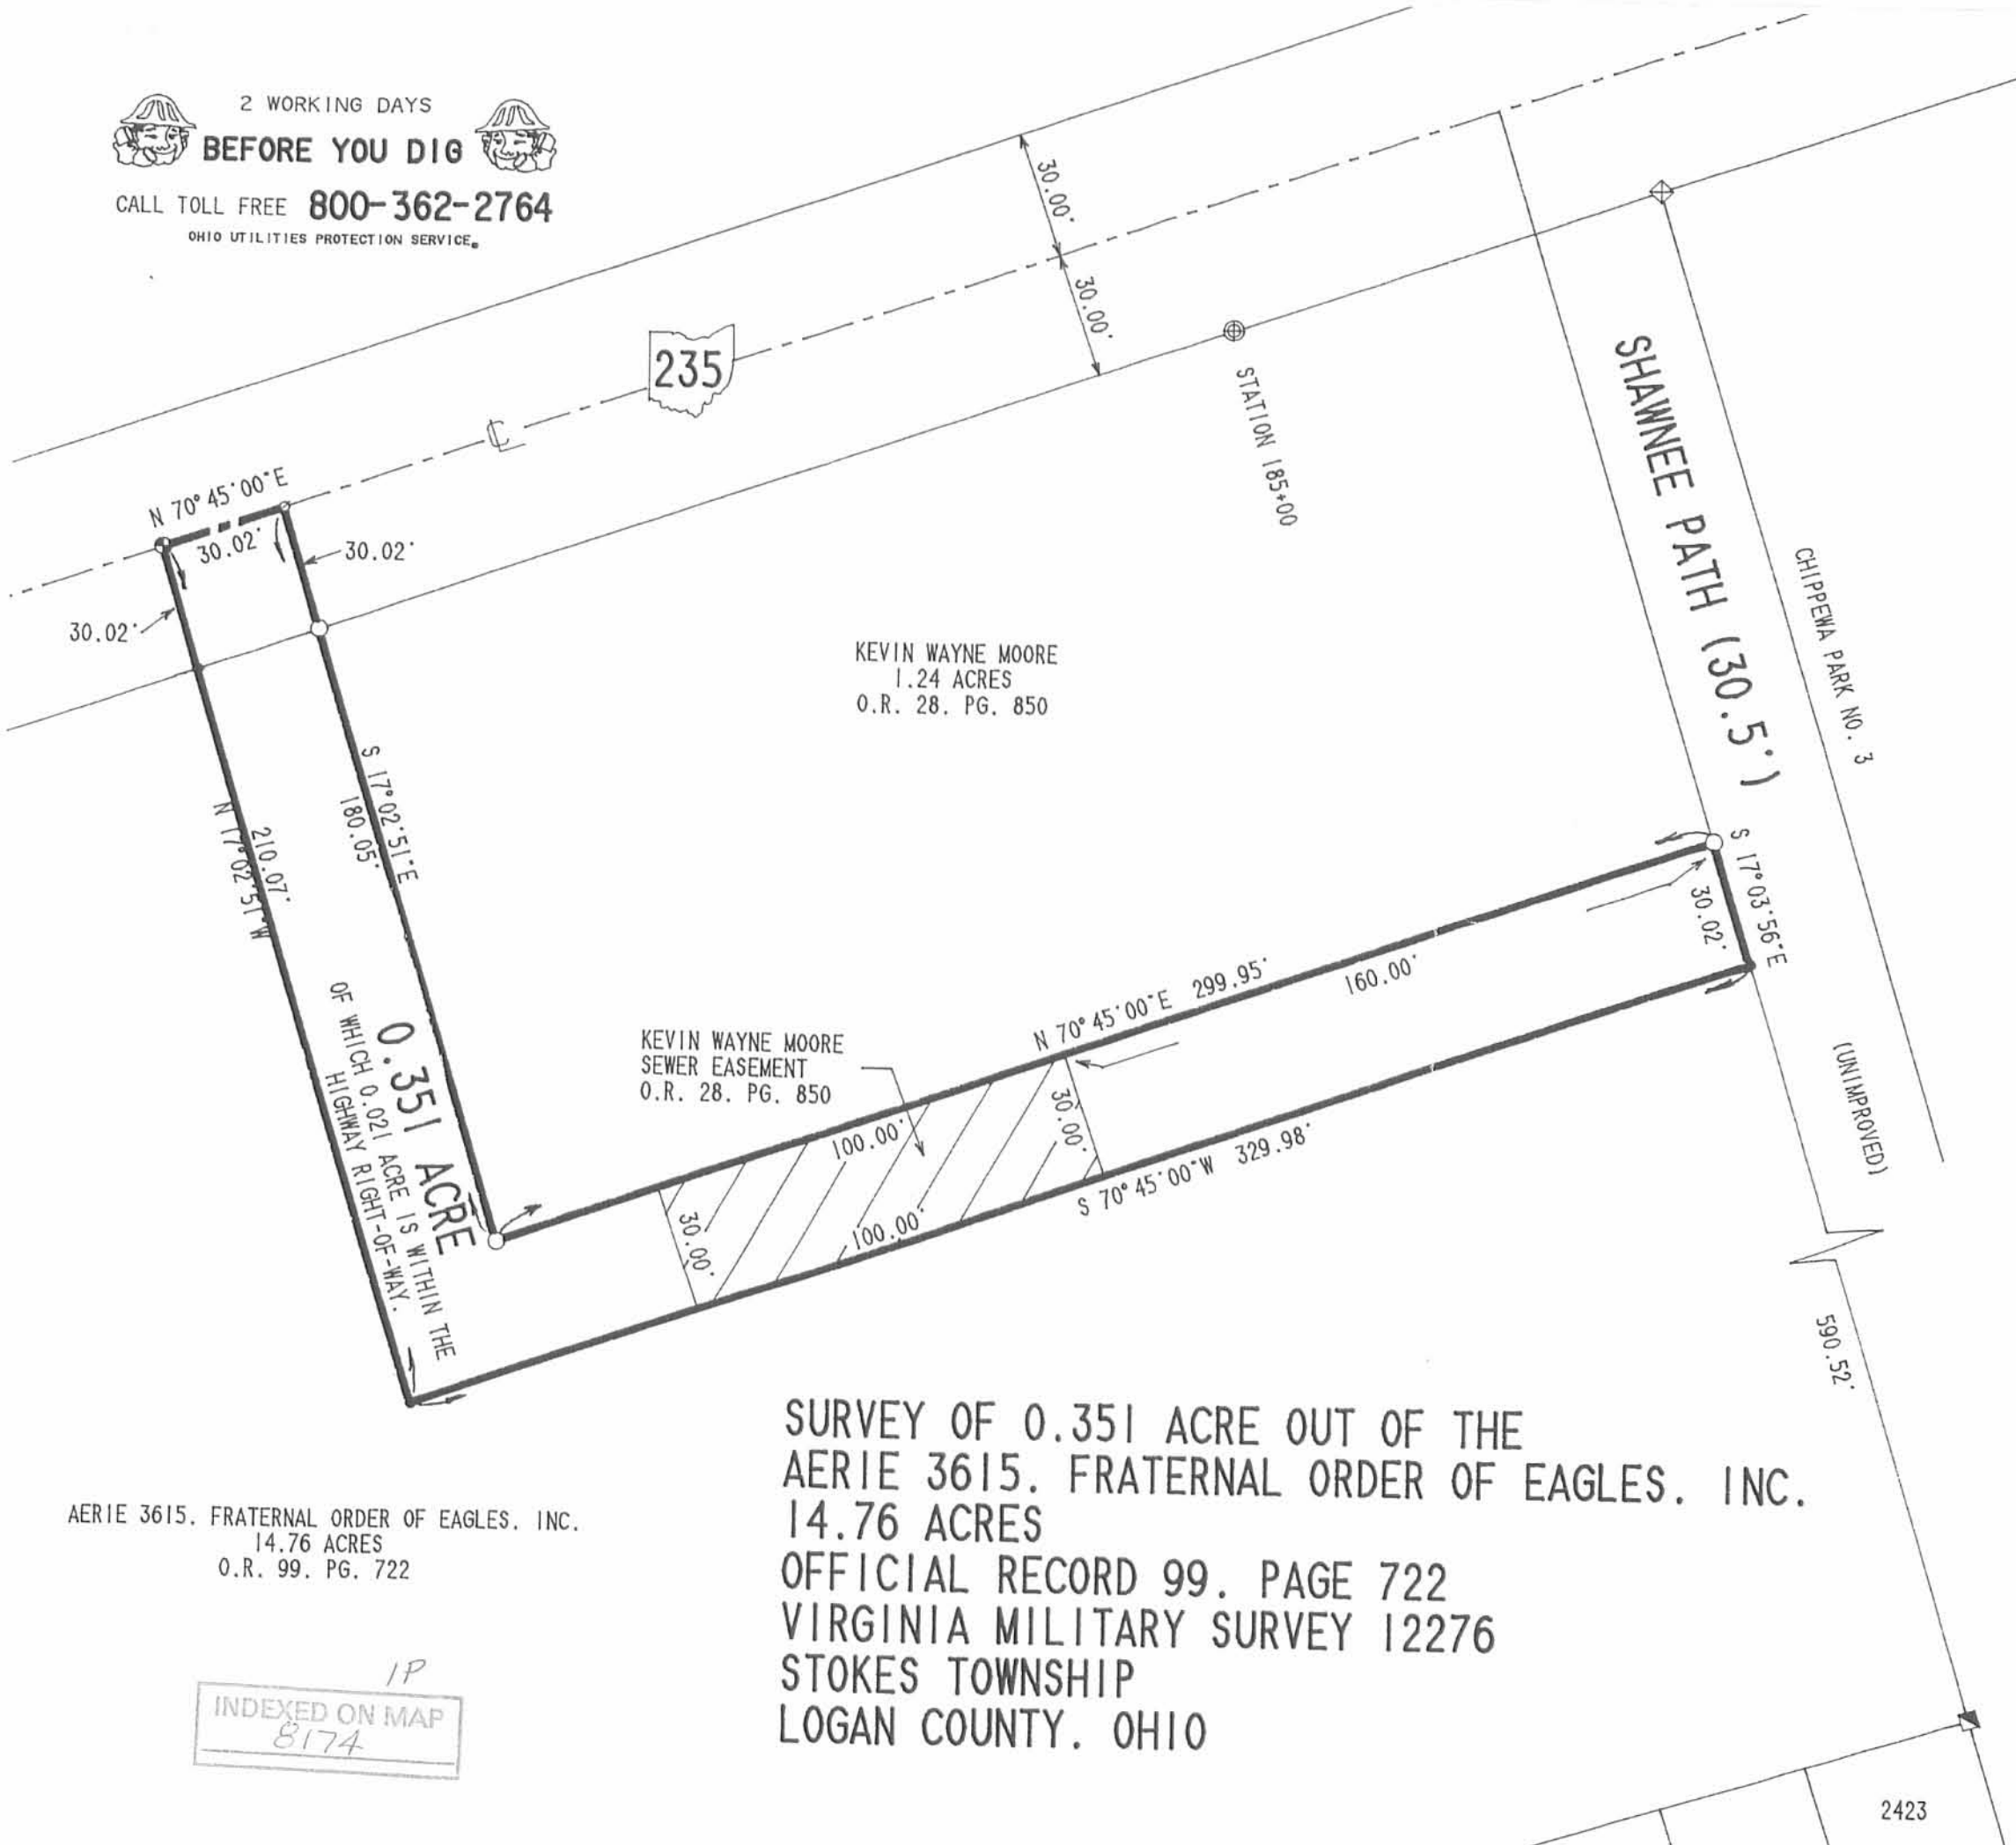 2 WORKING DAYS
BEFORE YOU DIG
CALL TOLL FREE 800-362-2764
OHIO UTILITIES PROTECTION SERVICE.
30.00'
30.00'
235
℄
STATION 185+00
SHAWNEE PATH (30.5')
CHIPPEWA PARK NO. 3
N 70° 45'00"E
30.02'
30.02'
30.02'
KEVIN WAYNE MOORE
1.24 ACRES
O.R. 28. PG. 850
S 17°02'51"E
180.05'
210.07'
N 17°02'51"W
S 17°03'56"E
30.02'
N 70° 45'00"E 299.95'
160.00'
0.351 ACRE
OF WHICH 0.021 ACRE IS WITHIN THE
HIGHWAY RIGHT-OF-WAY.
KEVIN WAYNE MOORE
SEWER EASEMENT
O.R. 28. PG. 850
100.00'
30.00'
30.00'
100.00'
S 70° 45'00"W 329.98'
(UNIMPROVED)
590.52'
SURVEY OF 0.351 ACRE OUT OF THE
AERIE 3615. FRATERNAL ORDER OF EAGLES. INC.
14.76 ACRES
OFFICIAL RECORD 99. PAGE 722
VIRGINIA MILITARY SURVEY 12276
STOKES TOWNSHIP
LOGAN COUNTY. OHIO
AERIE 3615. FRATERNAL ORDER OF EAGLES. INC.
14.76 ACRES
O.R. 99. PG. 722
1P
INDEXED ON MAP
8174
2423